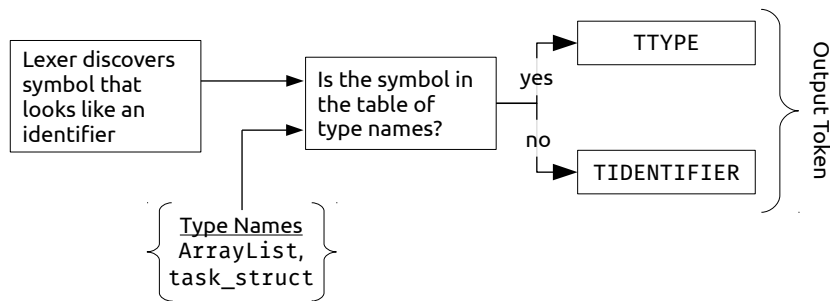 Lexer discovers
symbol that
looks like an
identifier
Is the symbol in
the table of
type names?
yes
no
TTYPE
TIDENTIFIER
Output Token
Type Names
ArrayList,
task_struct